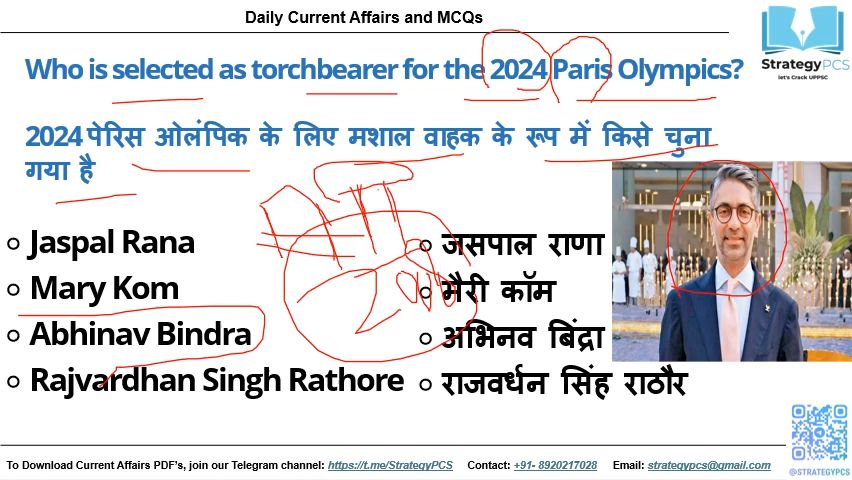 Daily Current Affairs and MCQs
StrategyPCS
let's Crack UPPSC
Who is selected as torchbearer for the 2024 Paris Olympics?
2024 पेरिस ओलंपिक के लिए मशाल वाहक के रूप में किसे चुना
गया है
Jaspal Rana
Mary Kom
Abhinav Bindra
Rajvardhan Singh Rathore
जसपाल राणा
मैरी कॉम
अभिनव बिंद्रा
राजवर्धन सिंह राठौर
@STRATEGYPCS
To Download Current Affairs PDF's, join our Telegram channel: https://t.me/StrategyPCS Contact: +91- 8920217028 Email: strategypcs@gmail.com